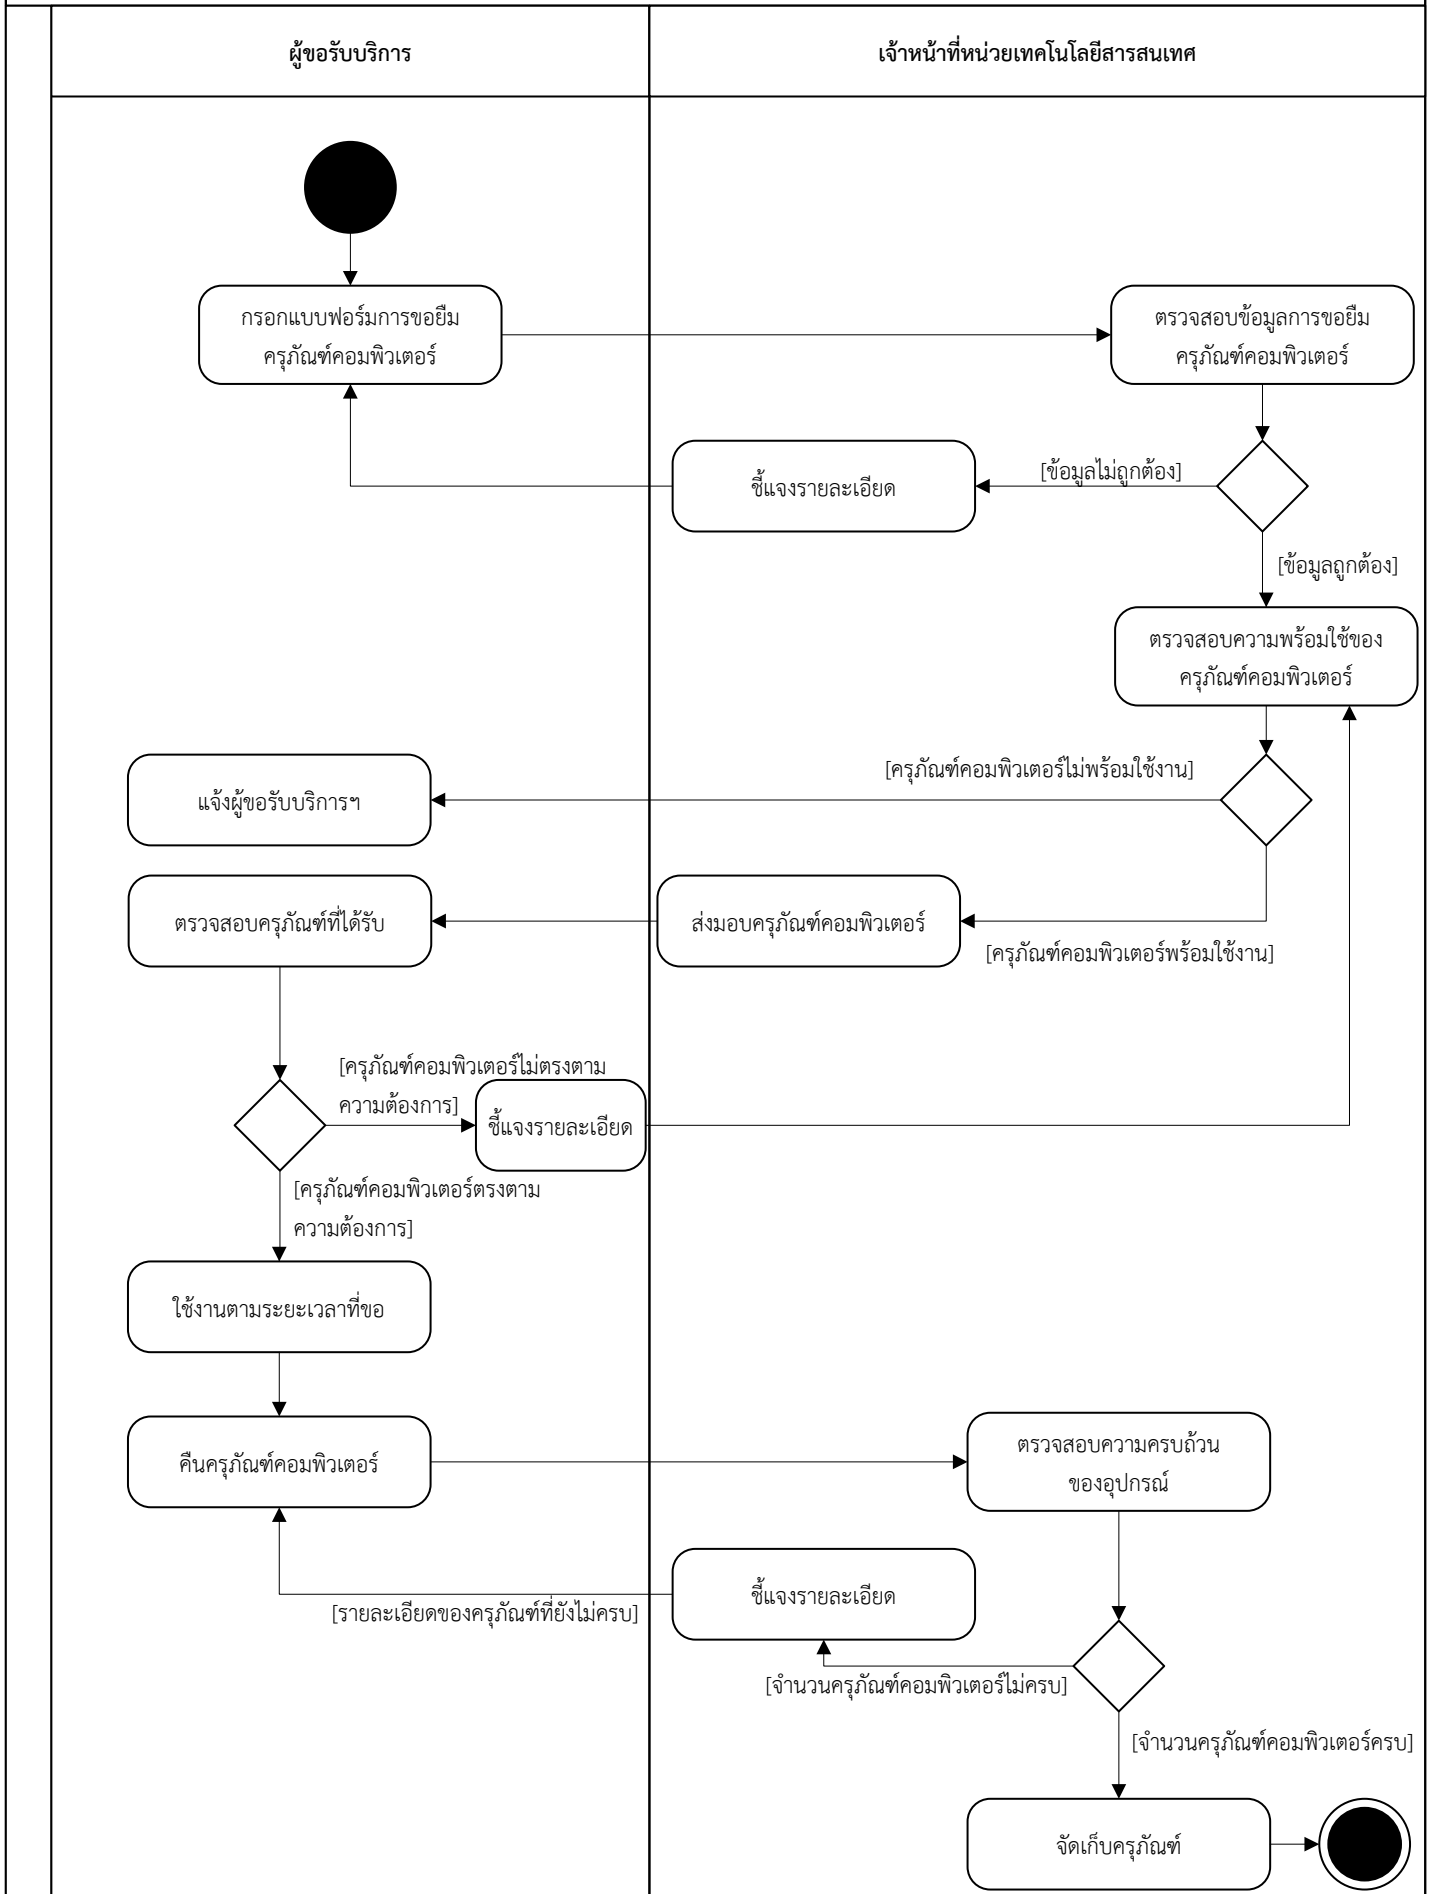 ผู้ขอรับบริการ
เจ้าหน้าที่หน่วยเทคโนโลยีสารสนเทศ
กรอกแบบฟอร์มการขอยืม
ครุภัณฑ์คอมพิวเตอร์
ตรวจสอบข้อมูลการขอยืม
ครุภัณฑ์คอมพิวเตอร์
ชี้แจงรายละเอียด
[ข้อมูลไม่ถูกต้อง]
[ข้อมูลถูกต้อง]
ตรวจสอบความพร้อมใช้ของ
ครุภัณฑ์คอมพิวเตอร์
[ครุภัณฑ์คอมพิวเตอร์ไม่พร้อมใช้งาน]
แจ้งผู้ขอรับบริการฯ
ตรวจสอบครุภัณฑ์ที่ได้รับ
ส่งมอบครุภัณฑ์คอมพิวเตอร์
[ครุภัณฑ์คอมพิวเตอร์พร้อมใช้งาน]
[ครุภัณฑ์คอมพิวเตอร์ไม่ตรงตาม
ความต้องการ]
ชี้แจงรายละเอียด
[ครุภัณฑ์คอมพิวเตอร์ตรงตาม
ความต้องการ]
ใช้งานตามระยะเวลาที่ขอ
คืนครุภัณฑ์คอมพิวเตอร์
ตรวจสอบความครบถ้วน
ของอุปกรณ์
ชี้แจงรายละเอียด
[รายละเอียดของครุภัณฑ์ที่ยังไม่ครบ]
[จำนวนครุภัณฑ์คอมพิวเตอร์ไม่ครบ]
[จำนวนครุภัณฑ์คอมพิวเตอร์ครบ]
จัดเก็บครุภัณฑ์